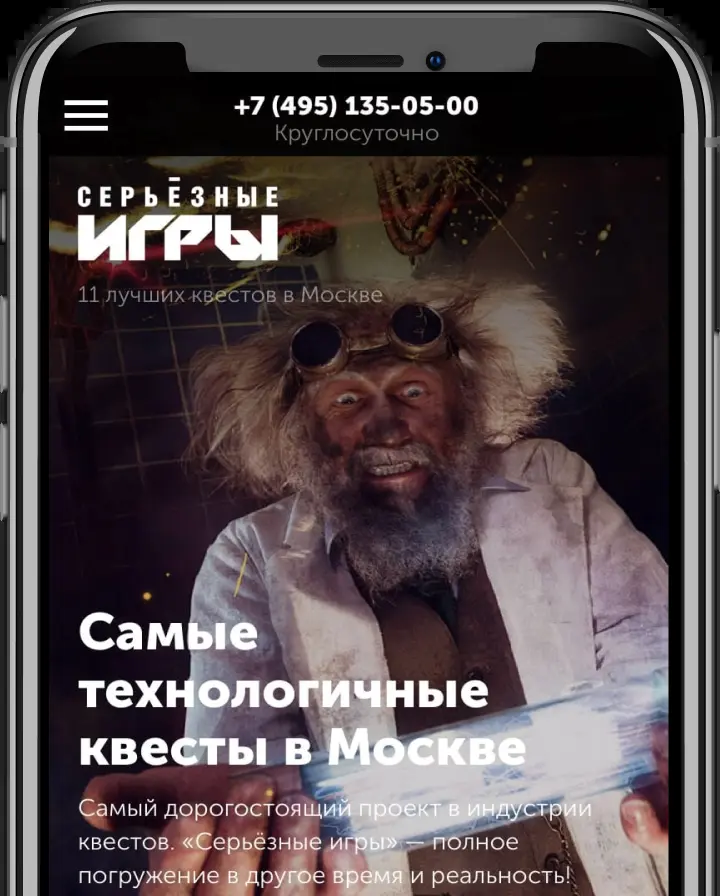 +7 (495) 135-05-00
Круглосуточно
СЕРЬЁЗНЫЕ
ИГРЫ
11 лучших квестов в Москве
Самые
технологичные
квесты в Москве
Самый дорогостоящий проект в индустрии
квестов. «Серьёзные игры» — полное
погружение в другое время и реальность!